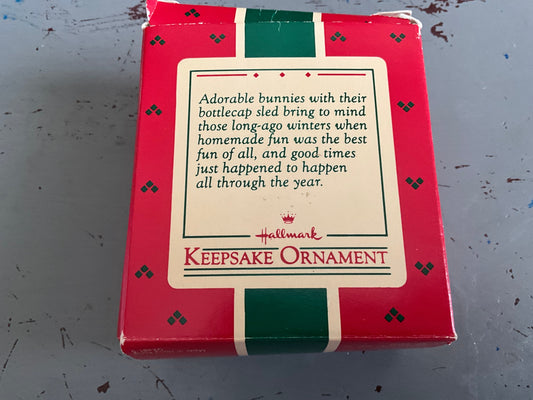 Adorable bunnies with their
bottlecap sled bring to mind
those long-ago winters when
homemade fun was the best
fun of all, and good times
just happened to happen
all through the year.
Hallmark
KEEPSAKE ORNAMENT